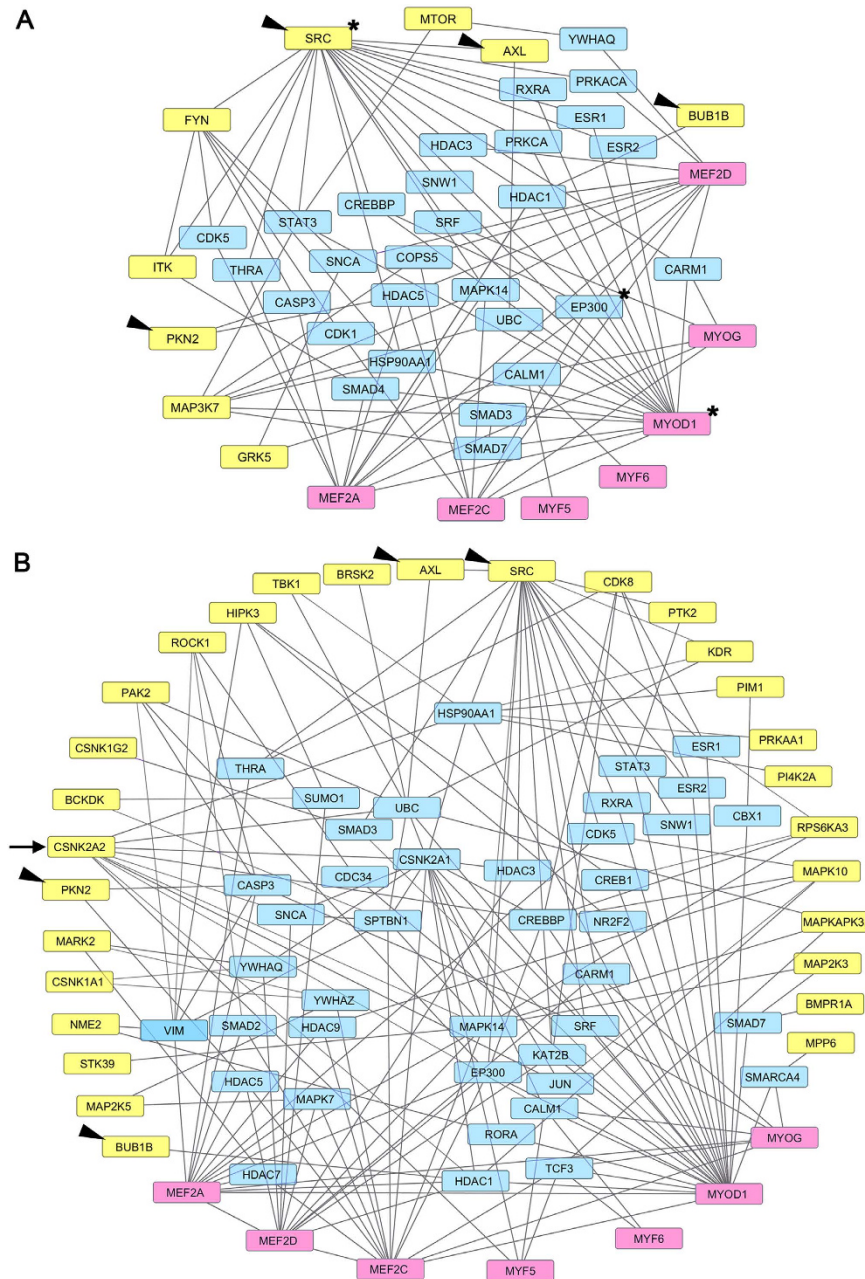 A
MTOR
SRC *
YWHAQ
AXL
PRKACA
RXRA
BUB1B
ESR1
FYN
HDAC3
PRKCA
ESR2
MEF2D
SNW1
HDAC1
CREBBP
STAT3
SRF
CDK5
SNCA
COPS5
ITK
THRA
CARM1
MAPK14
HDAC5
CASP3
EP300 *
UBC
CDK1
PKN2
MYOG
HSP90AA1
CALM1
SMAD4
MAP3K7
SMAD3
MYOD1 *
SMAD7
GRK5
MYF6
MEF2A
MEF2C
MYF5
B
AXL
SRC
BRSK2
TBK1
CDK8
HIPK3
PTK2
ROCK1
KDR
PAK2
PIM1
HSP90AA1
PRKAA1
CSNK1G2
ESR1
THRA
STAT3
PI4K2A
ESR2
BCKDK
SUMO1
UBC
RXRA
CBX1
SNW1
RPS6KA3
SMAD3
CDK5
CSNK2A2
CSNK2A1
HDAC3
CDC34
MAPK10
CREB1
PKN2
CASP3
SNCA
SPTBN1
CREBBP
NR2F2
MAPKAPK3
MARK2
YWHAQ
MAP2K3
CARM1
CSNK1A1
YWHAZ
BMPR1A
NME2
VIM
SMAD2
HDAC9
MAPK14
SRF
SMAD7
MPP6
KAT2B
STK39
EP300
HDAC5
JUN
SMARCA4
MAP2K5
MAPK7
CALM1
RORA
MYOG
BUB1B
TCF3
HDAC7
HDAC1
MEF2A
MYOD1
MYF6
MEF2D
MEF2C
MYF5